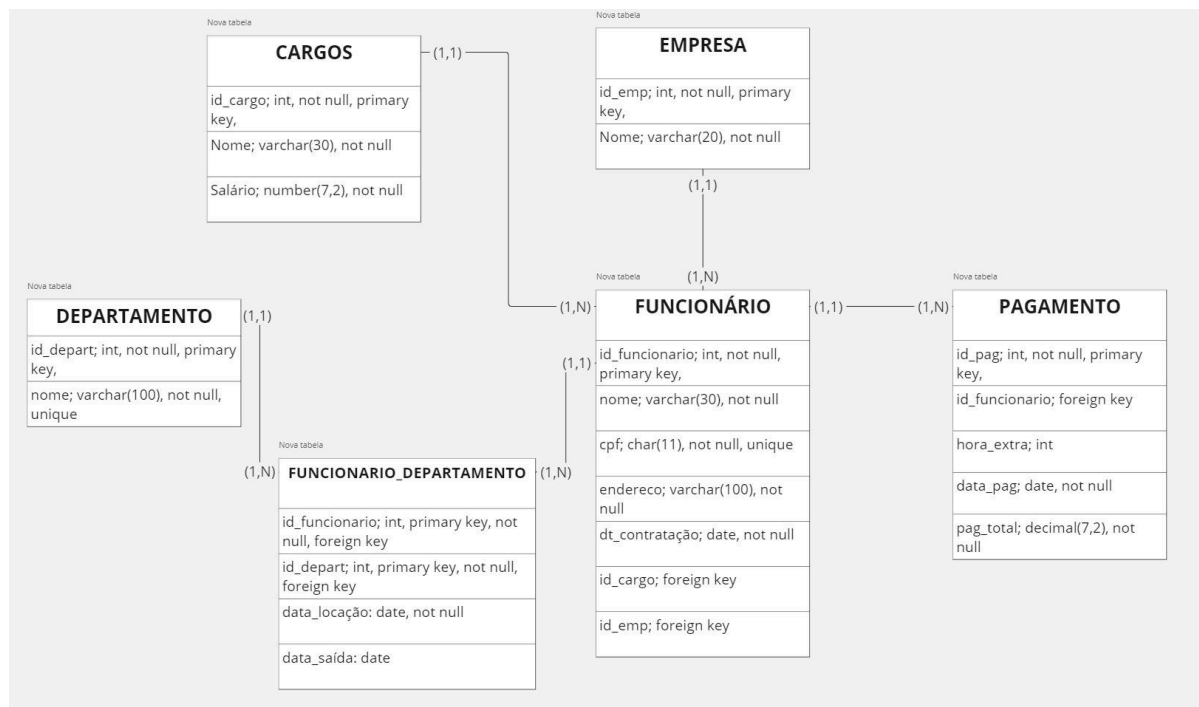 Nova tabela
CARGOS
id_cargo; int, not null, primary
key,
Nome; varchar(30), not null
Salário; number(7,2), not null
(1,1)
Nova tabela
EMPRESA
id_emp; int, not null, primary
key,
Nome; varchar(20), not null
(1,1)
(1,N)
Nova tabela
DEPARTAMENTO
id_depart; int, not null, primary
key,
nome; varchar(100), not null,
unique
(1,1)
(1,N)
Nova tabela
FUNCIONARIO_DEPARTAMENTO
id_funcionario; int, primary key, not
null, foreign key
id_depart; int, primary key, not null,
foreign key
data_locação: date, not null
data_saída: date
(1,N)
(1,1)
(1,N)
Nova tabela
FUNCIONÁRIO
id_funcionario; int, not null,
primary key,
nome; varchar(30), not null
cpf; char(11), not null, unique
endereco; varchar(100), not
null
dt_contratação; date, not null
id_cargo; foreign key
id_emp; foreign key
(1,1)
(1,N)
Nova tabela
PAGAMENTO
id_pag; int, not null, primary
key,
id_funcionario; foreign key
hora_extra; int
data_pag; date, not null
pag_total; decimal(7,2), not
null